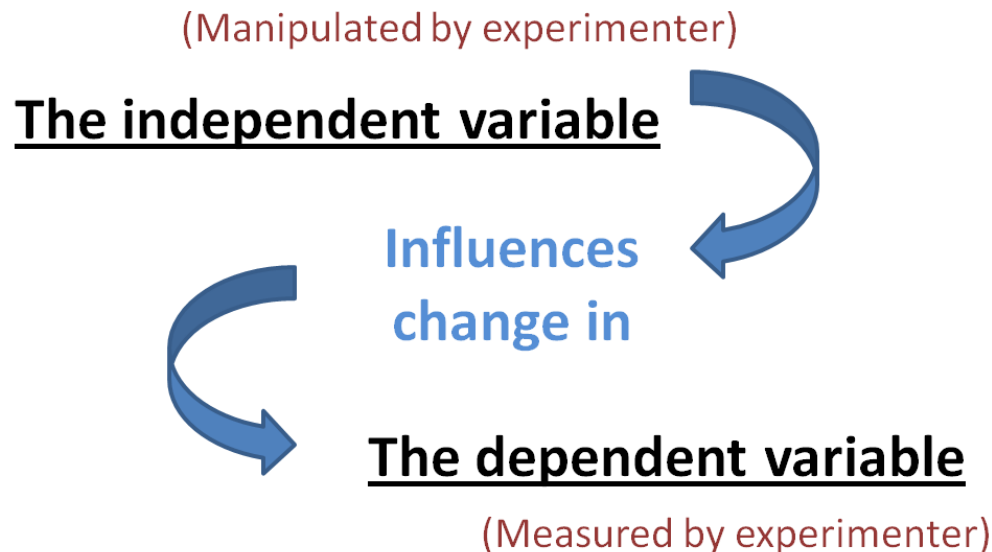 (Manipulated by experimenter)
The independent variable
Influences
change in
The dependent variable
(Measured by experimenter)